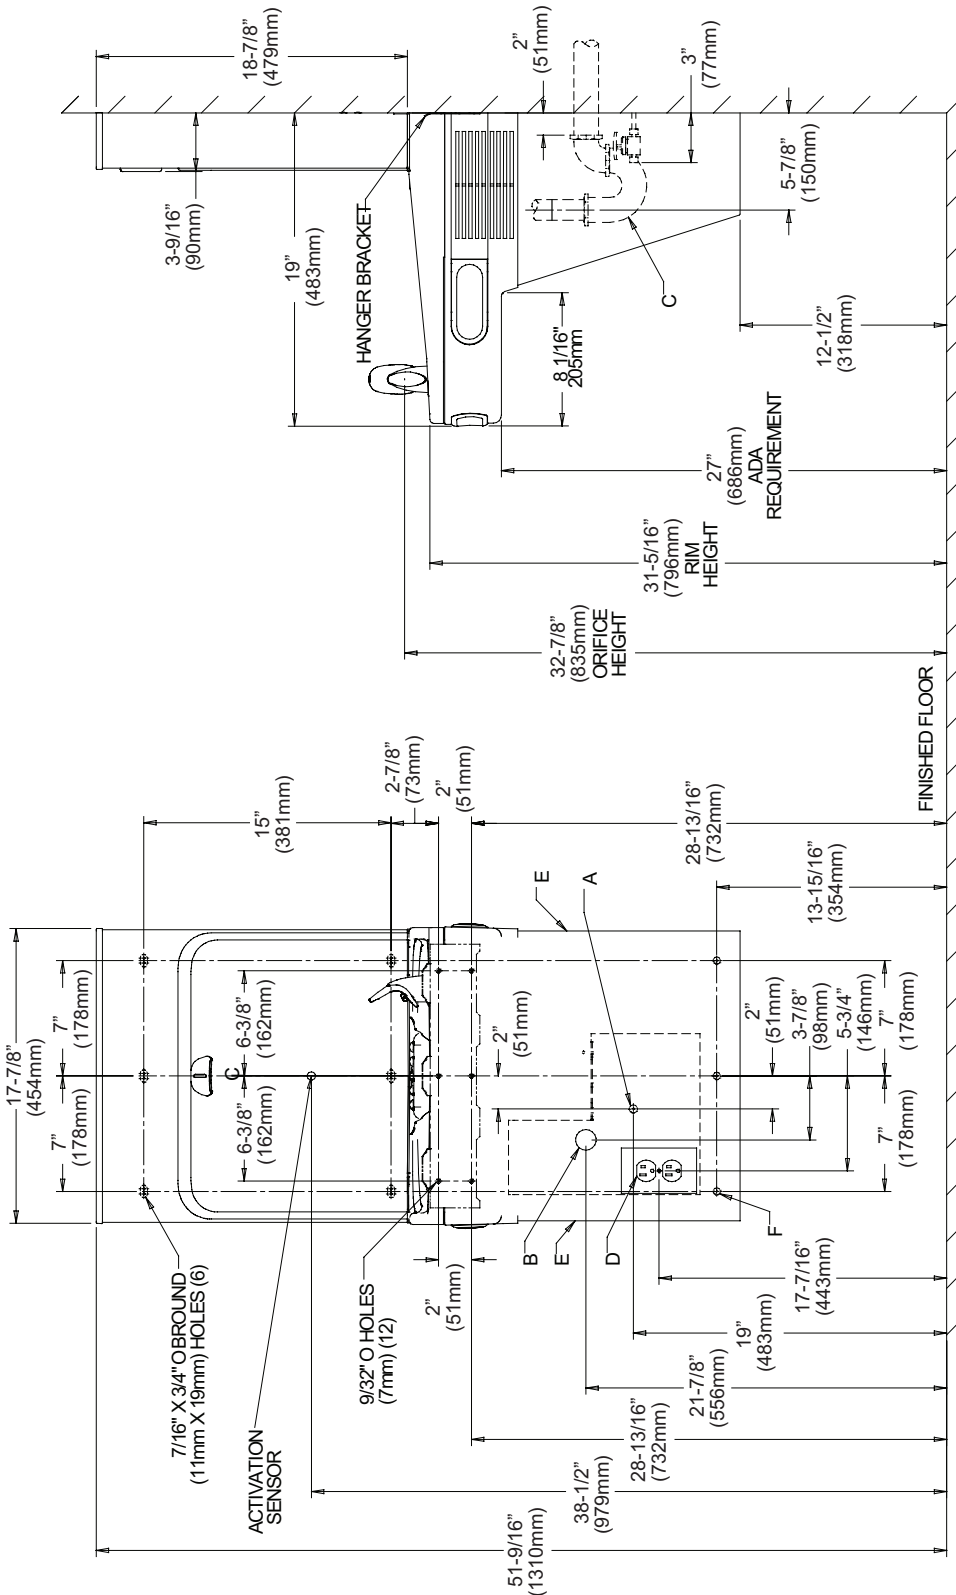 18-7/8”
(479mm)
2”
(51mm)
3”
(77mm)
3-9/16”
(90mm)
19”
(483mm)
HANGER BRACKET
5-7/8”
(150mm)
C
8 1/16"
205mm
12-1/2”
(318mm)
27”
(686mm)
ADA
REQUIREMENT
31-5/16”
(796mm)
RIM
HEIGHT
32-7/8”
(835mm)
ORIFICE
HEIGHT
FINISHED FLOOR
15”
(381mm)
2-7/8”
(73mm)
2”
(51mm)
28-13/16”
(732mm)
13-15/16”
(354mm)
17-7/8”
(454mm)
7”
(178mm)
7”
(178mm)
6-3/8”
(162mm)
C
6-3/8”
(162mm)
2”
(51mm)
E
A
2”
(51mm)
3-7/8”
(98mm)
5-3/4”
(146mm)
7”
(178mm)
7”
(178mm)
B
E
D
F
7/16" X 3/4" OBROUND
(11mm X 19mm) HOLES (6)
ACTIVATION
SENSOR
9/32" O HOLES
(7mm) (12)
2”
(51mm)
17-7/16”
(443mm)
19”
(483mm)
21-7/8”
(556mm)
28-13/16”
(732mm)
38-1/2”
(979mm)
51-9/16”
(1310mm)